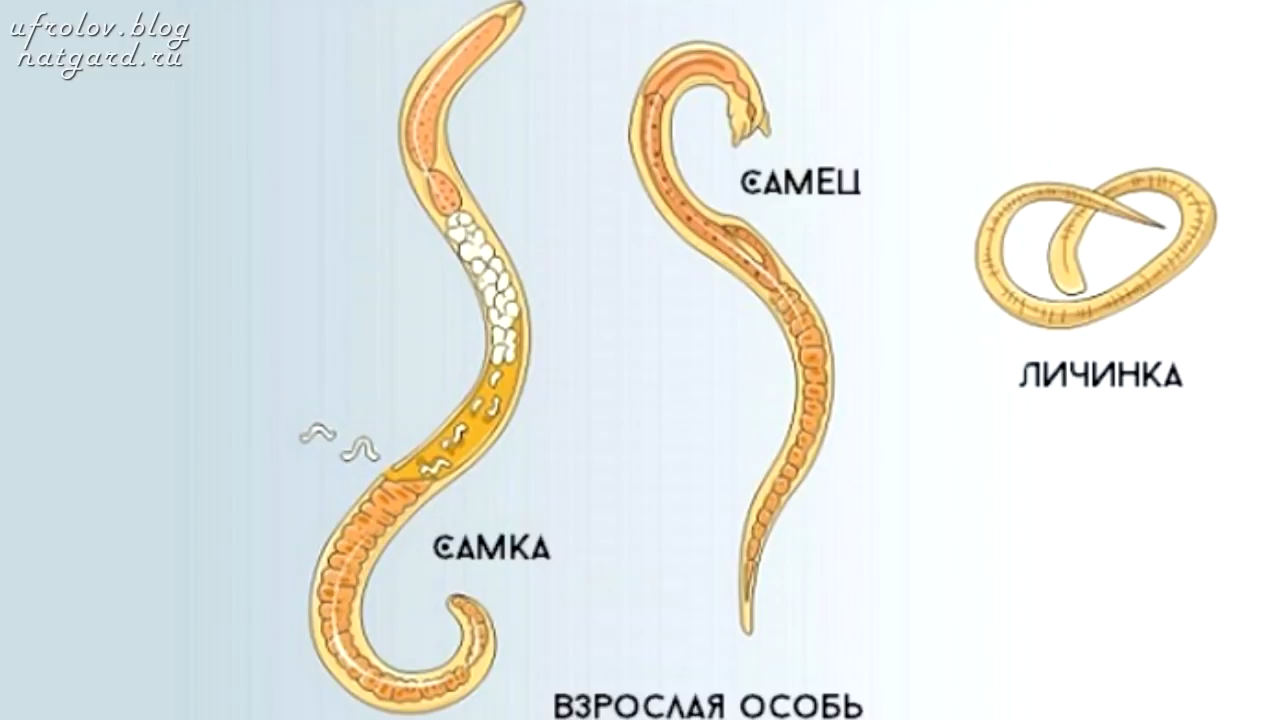 ufrolov.blog
natgard.ru
САМЕЦ
ЛИЧИНКА
САМКА
ВЗРОСЛАЯ ОСОБЬ